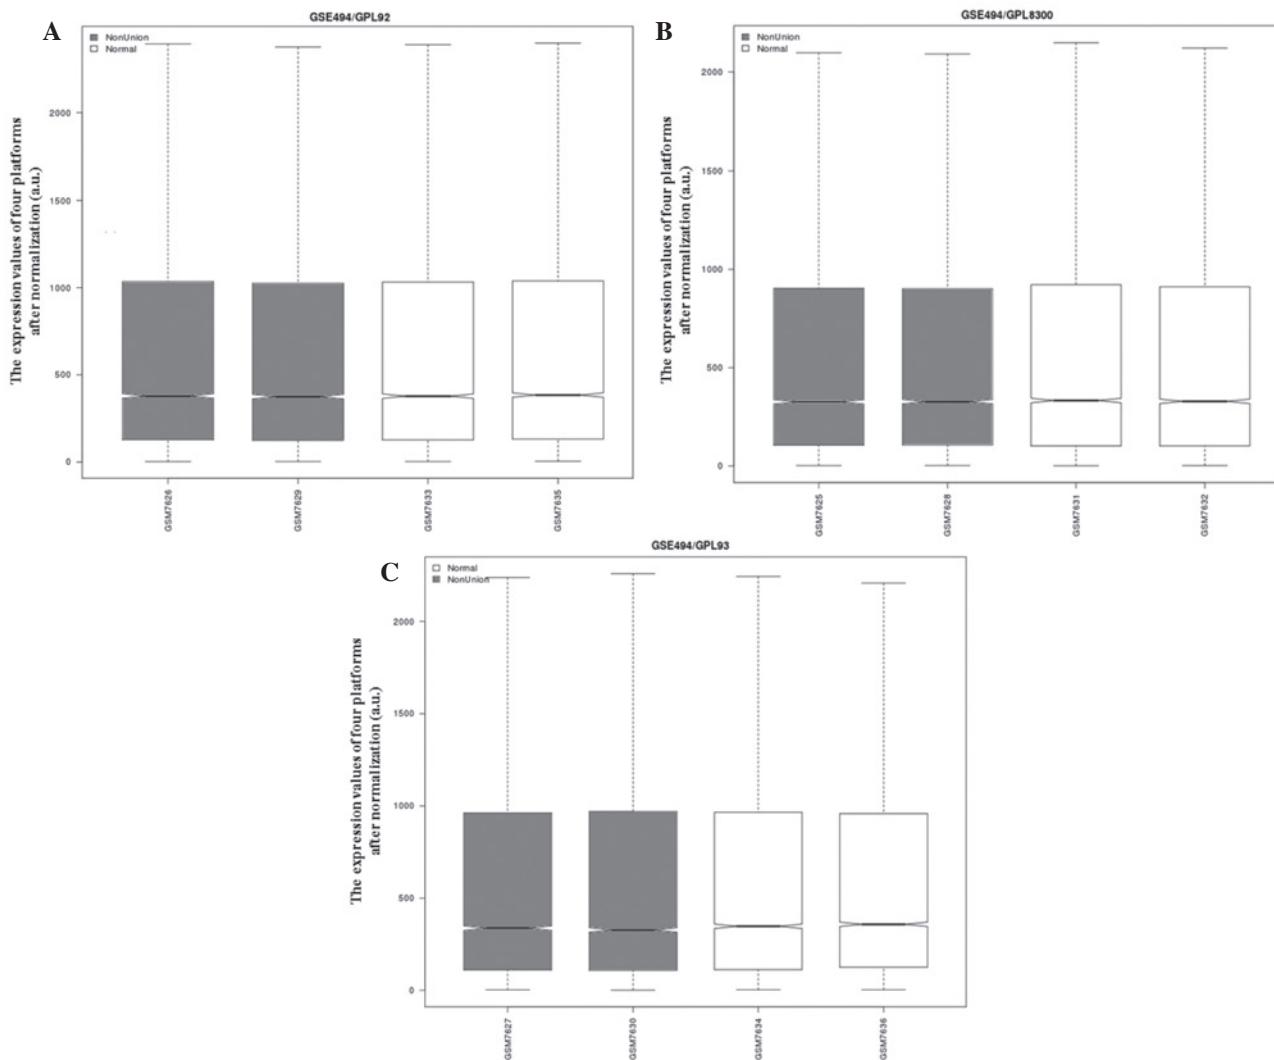 A
GSE494/GPL92
NonUnion
Normal
The expression values of four platforms
after normalization (a.u.)
2000
1500
1000
500
0
GSM7626
GSM7629
GSM7633
GSM7635
B
GSE494/GPL8300
NonUnion
Normal
The expression values of four platforms
after normalization (a.u.)
2000
1500
1000
500
0
GSM7625
GSM7628
GSM7631
GSM7632
C
GSE494/GPL93
Normal
NonUnion
The expression values of four platforms
after normalization (a.u.)
2000
1500
1000
500
0
GSM7627
GSM7630
GSM7634
GSM7636